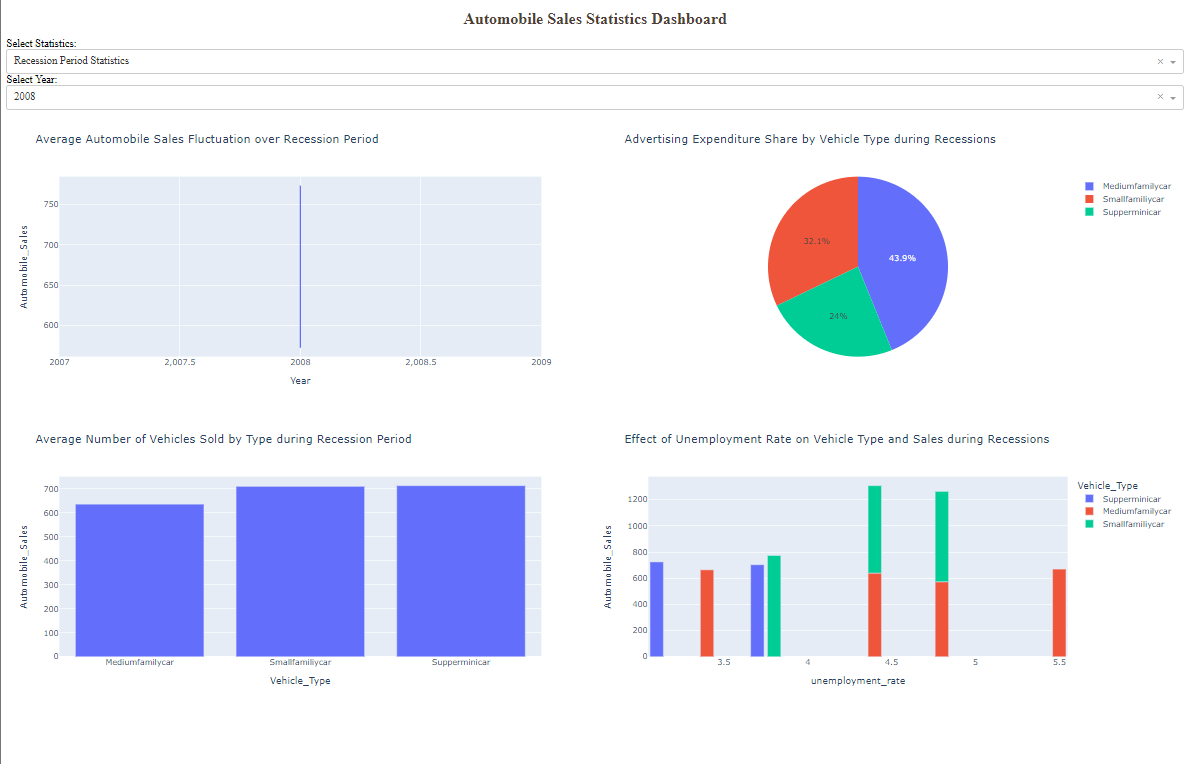 Automobile Sales Statistics Dashboard
Select Statistics:
Recession Period Statistics
×
Select Year:
2008
×
Average Automobile Sales Fluctuation over Recession Period
Automobile_Sales
750
700
650
600
2007
2,007.5
2008
2,008.5
2009
Year
Advertising Expenditure Share by Vehicle Type during Recessions
32.1%
43.9%
24%
Mediumfamilycar
Smallfamiliycar
Supperminicar
Average Number of Vehicles Sold by Type during Recession Period
Automobile_Sales
700
600
500
400
300
200
100
0
Mediumfamilycar
Smallfamiliycar
Supperminicar
Vehicle_Type
Effect of Unemployment Rate on Vehicle Type and Sales during Recessions
Automobile_Sales
1200
1000
800
600
400
200
0
3.5
4
4.5
5
5.5
unemployment_rate
Vehicle_Type
Supperminicar
Mediumfamilycar
Smallfamiliycar